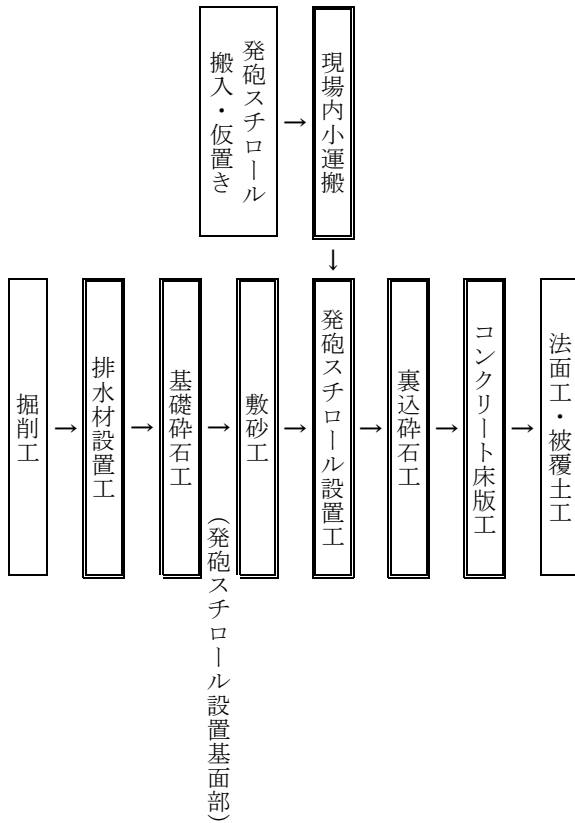 発砲スチロール
搬入・仮置き
→
現場内小運搬
↓
掘削工
→
排水材設置工
→
基礎砕石工
→
(発砲スチロール設置基面部)
敷砂工
→
発砲スチロール設置工
→
裏込砕石工
→
コンクリート床版工
→
法面工・被覆土工